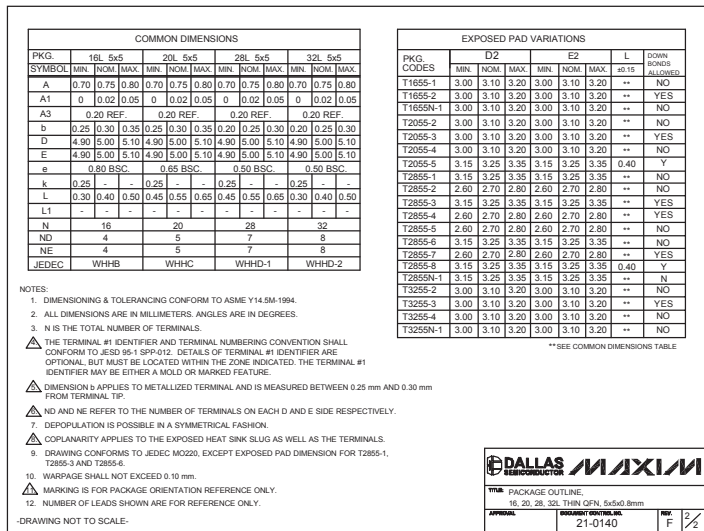 COMMON DIMENSIONS
PKG. 16L 5x5 20L 5x5 28L 5x5 32L 5x5
SYMBOL MIN. NOM. MAX. MIN. NOM. MAX. MIN. NOM. MAX. MIN. NOM. MAX.
A 0.70 0.75 0.80 0.70 0.75 0.80 0.70 0.75 0.80 0.70 0.75 0.80
A1 0 0.02 0.05 0 0.02 0.05 0 0.02 0.05 0 0.02 0.05
A3 0.20 REF. 0.20 REF. 0.20 REF. 0.20 REF.
b 0.25 0.30 0.35 0.25 0.30 0.35 0.20 0.25 0.30 0.20 0.25 0.30
D 4.90 5.00 5.10 4.90 5.00 5.10 4.90 5.00 5.10 4.90 5.00 5.10
E 4.90 5.00 5.10 4.90 5.00 5.10 4.90 5.00 5.10 4.90 5.00 5.10
e 0.80 BSC. 0.65 BSC. 0.50 BSC. 0.50 BSC.
k 0.25 - - 0.25 - - 0.25 - - 0.25 - -
L 0.30 0.40 0.50 0.45 0.55 0.65 0.45 0.55 0.65 0.30 0.40 0.50
L1 - - - - - - - - - - - -
N 16 20 28 32
ND 4 5 7 8
NE 4 5 7 8
JEDEC WHHB WHHC WHHD-1 WHHD-2
EXPOSED PAD VARIATIONS
PKG. CODES D2 E2 L DOWN BONDS ALLOWED
MIN. NOM. MAX. MIN. NOM. MAX. ±0.15
T1655-1 3.00 3.10 3.20 3.00 3.10 3.20 ** NO
T1655-2 3.00 3.10 3.20 3.00 3.10 3.20 ** YES
T1655N-1 3.00 3.10 3.20 3.00 3.10 3.20 ** NO
T2055-2 3.00 3.10 3.20 3.00 3.10 3.20 ** NO
T2055-3 3.00 3.10 3.20 3.00 3.10 3.20 ** YES
T2055-4 3.00 3.10 3.20 3.00 3.10 3.20 ** NO
T2055-5 3.15 3.25 3.35 3.15 3.25 3.35 0.40 Y
T2855-1 3.15 3.25 3.35 3.15 3.25 3.35 ** NO
T2855-2 2.60 2.70 2.80 2.60 2.70 2.80 ** NO
T2855-3 3.15 3.25 3.35 3.15 3.25 3.35 ** YES
T2855-4 2.60 2.70 2.80 2.60 2.70 2.80 ** YES
T2855-5 2.60 2.70 2.80 2.60 2.70 2.80 ** NO
T2855-6 3.15 3.25 3.35 3.15 3.25 3.35 ** NO
T2855-7 2.60 2.70 2.80 2.60 2.70 2.80 ** YES
T2855-8 3.15 3.25 3.35 3.15 3.25 3.35 0.40 Y
T2855N-1 3.15 3.25 3.35 3.15 3.25 3.35 ** N
T3255-2 3.00 3.10 3.20 3.00 3.10 3.20 ** NO
T3255-3 3.00 3.10 3.20 3.00 3.10 3.20 ** YES
T3255-4 3.00 3.10 3.20 3.00 3.10 3.20 ** NO
T3255N-1 3.00 3.10 3.20 3.00 3.10 3.20 ** NO
**SEE COMMON DIMENSIONS TABLE
NOTES:
1. DIMENSIONING & TOLERANCING CONFORM TO ASME Y14.5M-1994.
2. ALL DIMENSIONS ARE IN MILLIMETERS. ANGLES ARE IN DEGREES.
3. N IS THE TOTAL NUMBER OF TERMINALS.
4. THE TERMINAL #1 IDENTIFIER AND TERMINAL NUMBERING CONVENTION SHALL
CONFORM TO JESD 95-1 SPP-012. DETAILS OF TERMINAL #1 IDENTIFIER ARE
OPTIONAL, BUT MUST BE LOCATED WITHIN THE ZONE INDICATED. THE TERMINAL #1
IDENTIFIER MAY BE EITHER A MOLD OR MARKED FEATURE.
5. DIMENSION b APPLIES TO METALLIZED TERMINAL AND IS MEASURED BETWEEN 0.25 mm AND 0.30 mm
FROM TERMINAL TIP.
6. ND AND NE REFER TO THE NUMBER OF TERMINALS ON EACH D AND E SIDE RESPECTIVELY.
7. DEPOPULATION IS POSSIBLE IN A SYMMETRICAL FASHION.
8. COPLANARITY APPLIES TO THE EXPOSED HEAT SINK SLUG AS WELL AS THE TERMINALS.
9. DRAWING CONFORMS TO JEDEC MO220, EXCEPT EXPOSED PAD DIMENSION FOR T2855-1,
T2855-3 AND T2855-6.
10. WARPAGE SHALL NOT EXCEED 0.10 mm.
11. MARKING IS FOR PACKAGE ORIENTATION REFERENCE ONLY.
12. NUMBER OF LEADS SHOWN ARE FOR REFERENCE ONLY.
-DRAWING NOT TO SCALE-
DALLAS SEMICONDUCTOR MAXIM
TITLE: PACKAGE OUTLINE,
16, 20, 28, 32L THIN QFN, 5x5x0.8mm
APPROVAL DOCUMENT CONTROL NO. REV.
21-0140 F 2/2